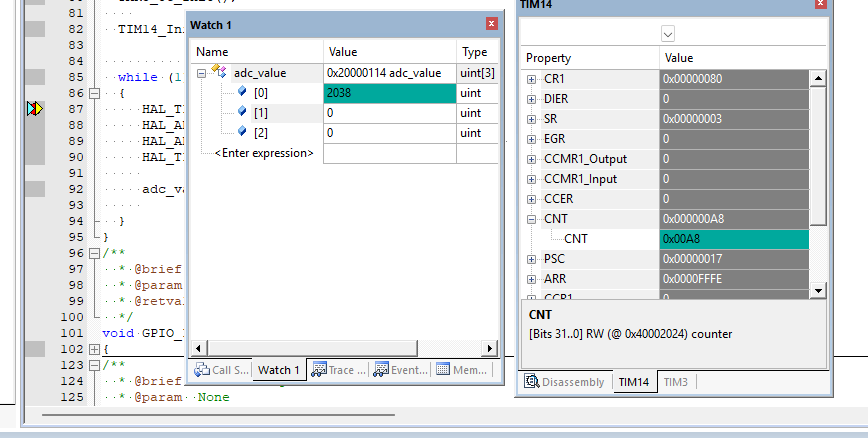 81
82 TIM14_In
83
84
85 while (1
86 {
87 HAL_T
88 HAL_A
89 HAL_A
90 HAL_T
91
92 adc_va
93
94 }
95 }
96 /**
97 * @brief
98 * @param
99 * @retva
100 */
101 void GPIO_
102 {
123 /**
124 * @brief
125 * @param None
Watch 1
Name Value Type
adc_value 0x20000114 adc_value uint[3]
[0] 2038 uint
[1] 0 uint
[2] 0 uint
<Enter expression>
Call S... Watch 1 Trace ... Event... Mem...
TIM14
Property Value
CR1 0x00000080
DIER 0
SR 0x00000003
EGR 0
CCMR1_Output 0
CCMR1_Input 0
CCER 0
CNT 0x000000A8
CNT 0x00A8
PSC 0x00000017
ARR 0x0000FFFE
CCR1 0
CNT
[Bits 31..0] RW (@ 0x40002024) counter
Disassembly TIM14 TIM3